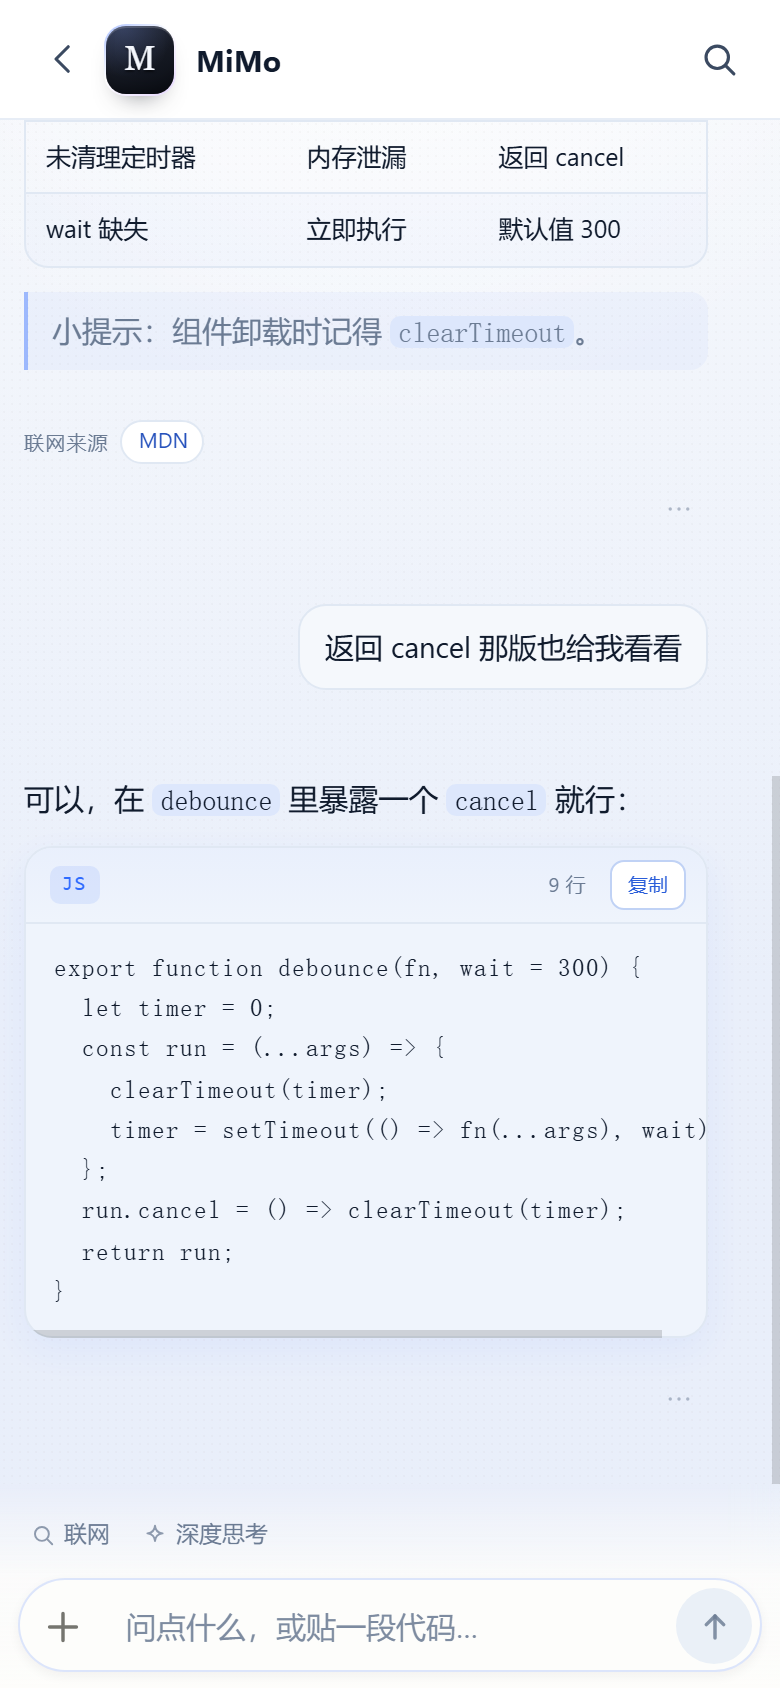 M MiMo
未清理定时器 内存泄漏 返回 cancel
wait 缺失 立即执行 默认值 300
小提示：组件卸载时记得 clearTimeout。
联网来源 MDN
...
返回 cancel 那版也给我看看
可以，在 debounce 里暴露一个 cancel 就行：
JS 9 行 复制
export function debounce(fn, wait = 300) {
  let timer = 0;
  const run = (...args) => {
    clearTimeout(timer);
    timer = setTimeout(() => fn(...args), wait)
  };
  run.cancel = () => clearTimeout(timer);
  return run;
}
...
联网 深度思考
问点什么，或贴一段代码...